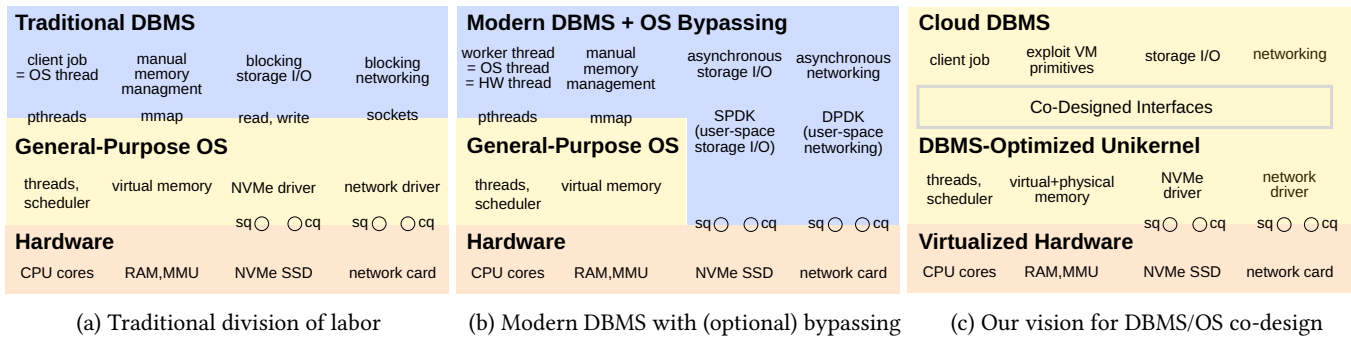 Traditional DBMS
client job
= OS thread
manual
memory
managment
blocking
storage I/O
blocking
networking
pthreads
mmap
read, write
sockets
General-Purpose OS
threads,
scheduler
virtual memory
NVMe driver
network driver
sq cq
sq cq
Hardware
CPU cores
RAM,MMU
NVMe SSD
network card
(a) Traditional division of labor
Modern DBMS + OS Bypassing
worker thread
= OS thread
= HW thread
manual
memory
managment
asynchronous
storage I/O
asynchronous
networking
pthreads
mmap
SPDK
(user-space
storage I/O)
DPDK
(user-space
networking)
General-Purpose OS
threads,
scheduler
virtual memory
sq cq
sq cq
Hardware
CPU cores
RAM,MMU
NVMe SSD
network card
(b) Modern DBMS with (optional) bypassing
Cloud DBMS
client job
exploit VM
primitives
storage I/O
networking
Co-Designed Interfaces
DBMS-Optimized Unikernel
threads,
scheduler
virtual+physical
memory
NVMe
driver
network
driver
sq cq
sq cq
Virtualized Hardware
CPU cores
RAM,MMU
NVMe SSD
network card
(c) Our vision for DBMS/OS co-design